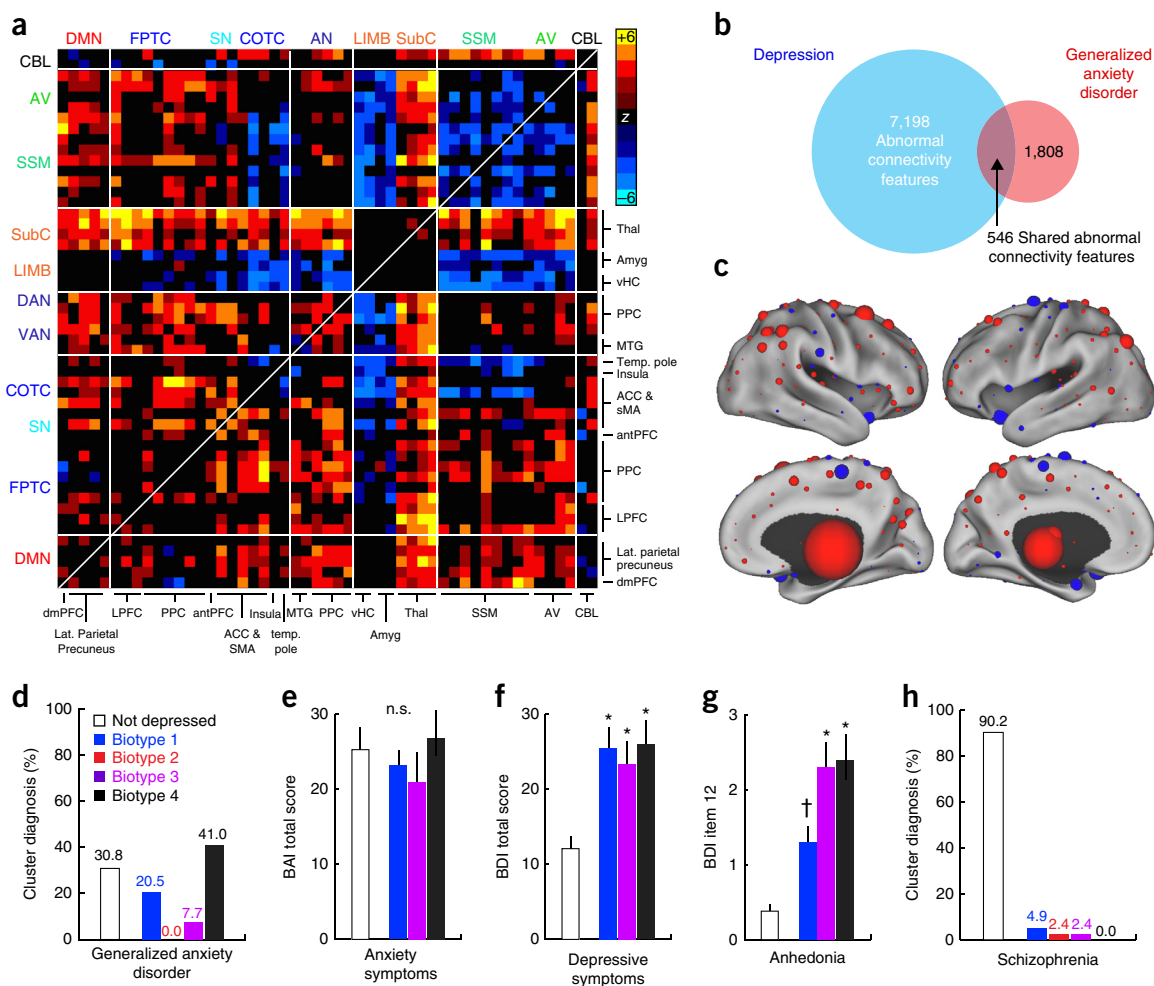 a
DMN FPTC SN COTC AN LIMB SubC SSM AV CBL
CBL
AV
SSM
SubC
LIMB
DAN
VAN
COTC
SN
FPTC
DMN
+6
z
−6
Thal
Amyg
vHC
PPC
MTG
Temp. pole
Insula
ACC &
sMA
antPFC
PPC
LPFC
Lat. parietal
precuneus
dmPFC
dmPFC LPFC PPC antPFC Insula MTG PPC vHC Thal SSM AV CBL
Lat. Parietal
Precuneus
ACC &
SMA
temp.
pole
Amyg
b
Depression
Generalized
anxiety
disorder
7,198
Abnormal
connectivity
features
1,808
546 Shared abnormal
connectivity features
c
d
Cluster diagnosis (%)
100
80
60
40
20
0
Not depressed
Biotype 1
Biotype 2
Biotype 3
Biotype 4
30.8
20.5
0.0
7.7
41.0
Generalized anxiety
disorder
e
BAI total score
30
20
10
0
n.s.
Anxiety
symptoms
f
BDI total score
30
20
10
0
* * *
Depressive
symptoms
g
BDI item 12
3
2
1
0
† * *
Anhedonia
h
Cluster diagnosis (%)
100
80
60
40
20
0
90.2
4.9
2.4
2.4
0.0
Schizophrenia